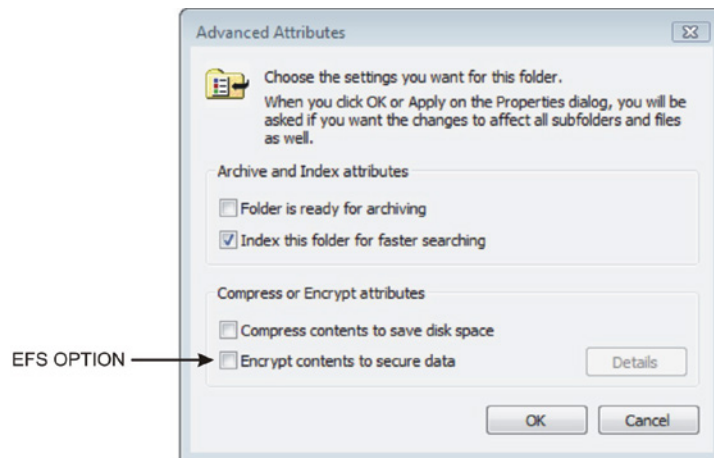 Advanced Attributes
Choose the settings you want for this folder.
When you click OK or Apply on the Properties dialog, you will be
asked if you want the changes to affect all subfolders and files
as well.
Archive and Index attributes
Folder is ready for archiving
Index this folder for faster searching
Compress or Encrypt attributes
Compress contents to save disk space
EFS OPTION
Encrypt contents to secure data
Details
OK
Cancel